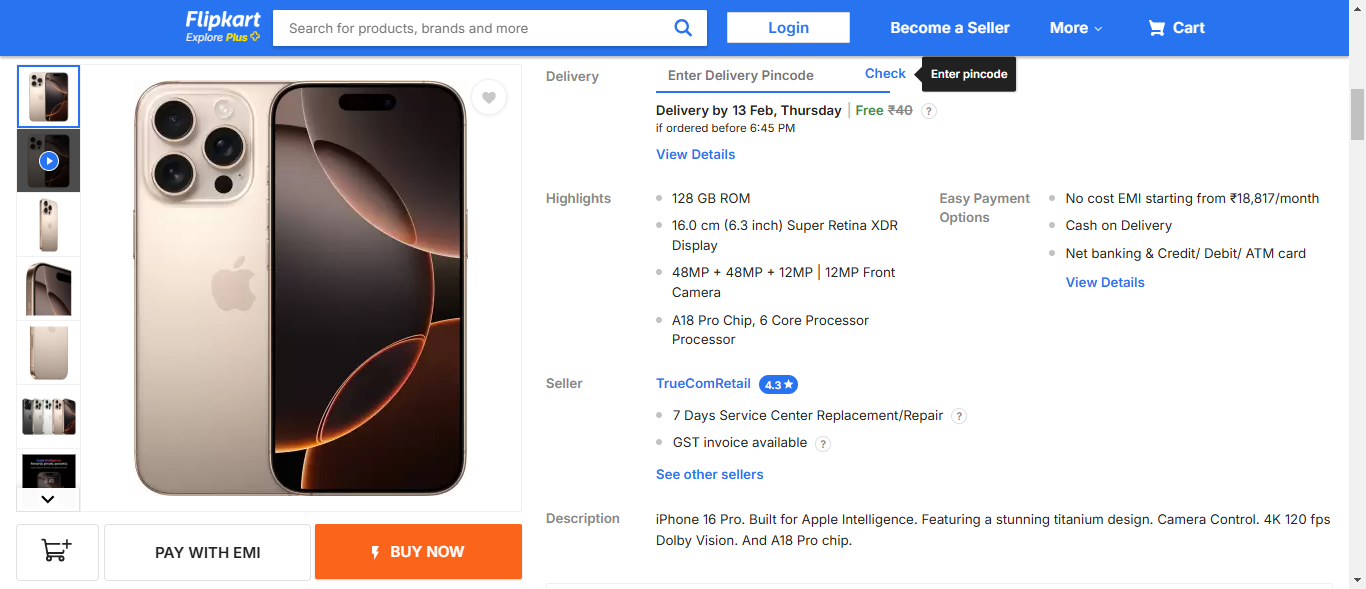 Flipkart
Explore Plus
Search for products, brands and more
Login
Become a Seller
More
Cart
Delivery
Enter Delivery Pincode
Check
Enter pincode
Delivery by 13 Feb, Thursday | Free ₹40 ?
if ordered before 6:45 PM
View Details
Highlights
128 GB ROM
16.0 cm (6.3 inch) Super Retina XDR
Display
48MP + 48MP + 12MP | 12MP Front
Camera
A18 Pro Chip, 6 Core Processor
Processor
Easy Payment
Options
No cost EMI starting from ₹18,817/month
Cash on Delivery
Net banking & Credit/ Debit/ ATM card
View Details
Seller
TrueComRetail 4.3★
7 Days Service Center Replacement/Repair ?
GST invoice available ?
See other sellers
Description
iPhone 16 Pro. Built for Apple Intelligence. Featuring a stunning titanium design. Camera Control. 4K 120 fps
Dolby Vision. And A18 Pro chip.
PAY WITH EMI
BUY NOW